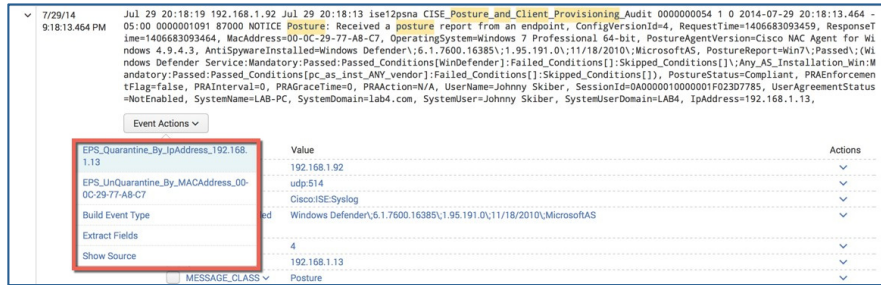 7/29/14 Jul 29 20:18:19 192.168.1.92 Jul 29 20:18:13 ise12psna CISE_Posture_and_Client_Provisioning_Audit 0000000054 1 0 2014-07-29 20:18:13.464 -
9:18:13.464 PM 05:00 0000001091 87000 NOTICE Posture: Received a posture report from an endpoint, ConfigVersionId=4, RequestTime=1406683093459, ResponseT
ime=1406683093464, MacAddress=00-0C-29-77-A8-C7, OperatingSystem=Windows 7 Professional 64-bit, PostureAgentVersion=Cisco NAC Agent for Wi
ndows 4.9.4.3, AntiSpywareInstalled=Windows Defender\;6.1.7600.16385\;1.95.191.0\;11/18/2010\;MicrosoftAS, PostureReport=Win7\;Passed\;(Wi
ndows Defender Service:Mandatory:Passed:Passed_Conditions[WinDefender]:Failed_Conditions[]:Skipped_Conditions[]\;Any_AS_Installation_Win:M
andatory:Passed:Passed_Conditions[pc_as_inst_ANY_vendor]:Failed_Conditions[]:Skipped_Conditions[]), PostureStatus=Compliant, PRAEnforcemen
tFlag=false, PRAInterval=0, PRAGraceTime=0, PRAAction=N/A, UserName=Johnny Skiber, SessionId=0A0000010000001F023D7785, UserAgreementStatus
=NotEnabled, SystemName=LAB-PC, SystemDomain=lab4.com, SystemUser=Johnny Skiber, SystemUserDomain=LAB4, IpAddress=192.168.1.13,
Event Actions
EPS_Quarantine_By_IpAddress_192.168.
1.13
Value Actions
192.168.1.92
EPS_UnQuarantine_By_MACAddress_00-
0C-29-77-A8-C7
udp:514
Cisco:ISE:Syslog
Build Event Type ed Windows Defender\;6.1.7600.16385\;1.95.191.0\;11/18/2010\;MicrosoftAS
Extract Fields
4
Show Source
192.168.1.13
MESSAGE_CLASS Posture